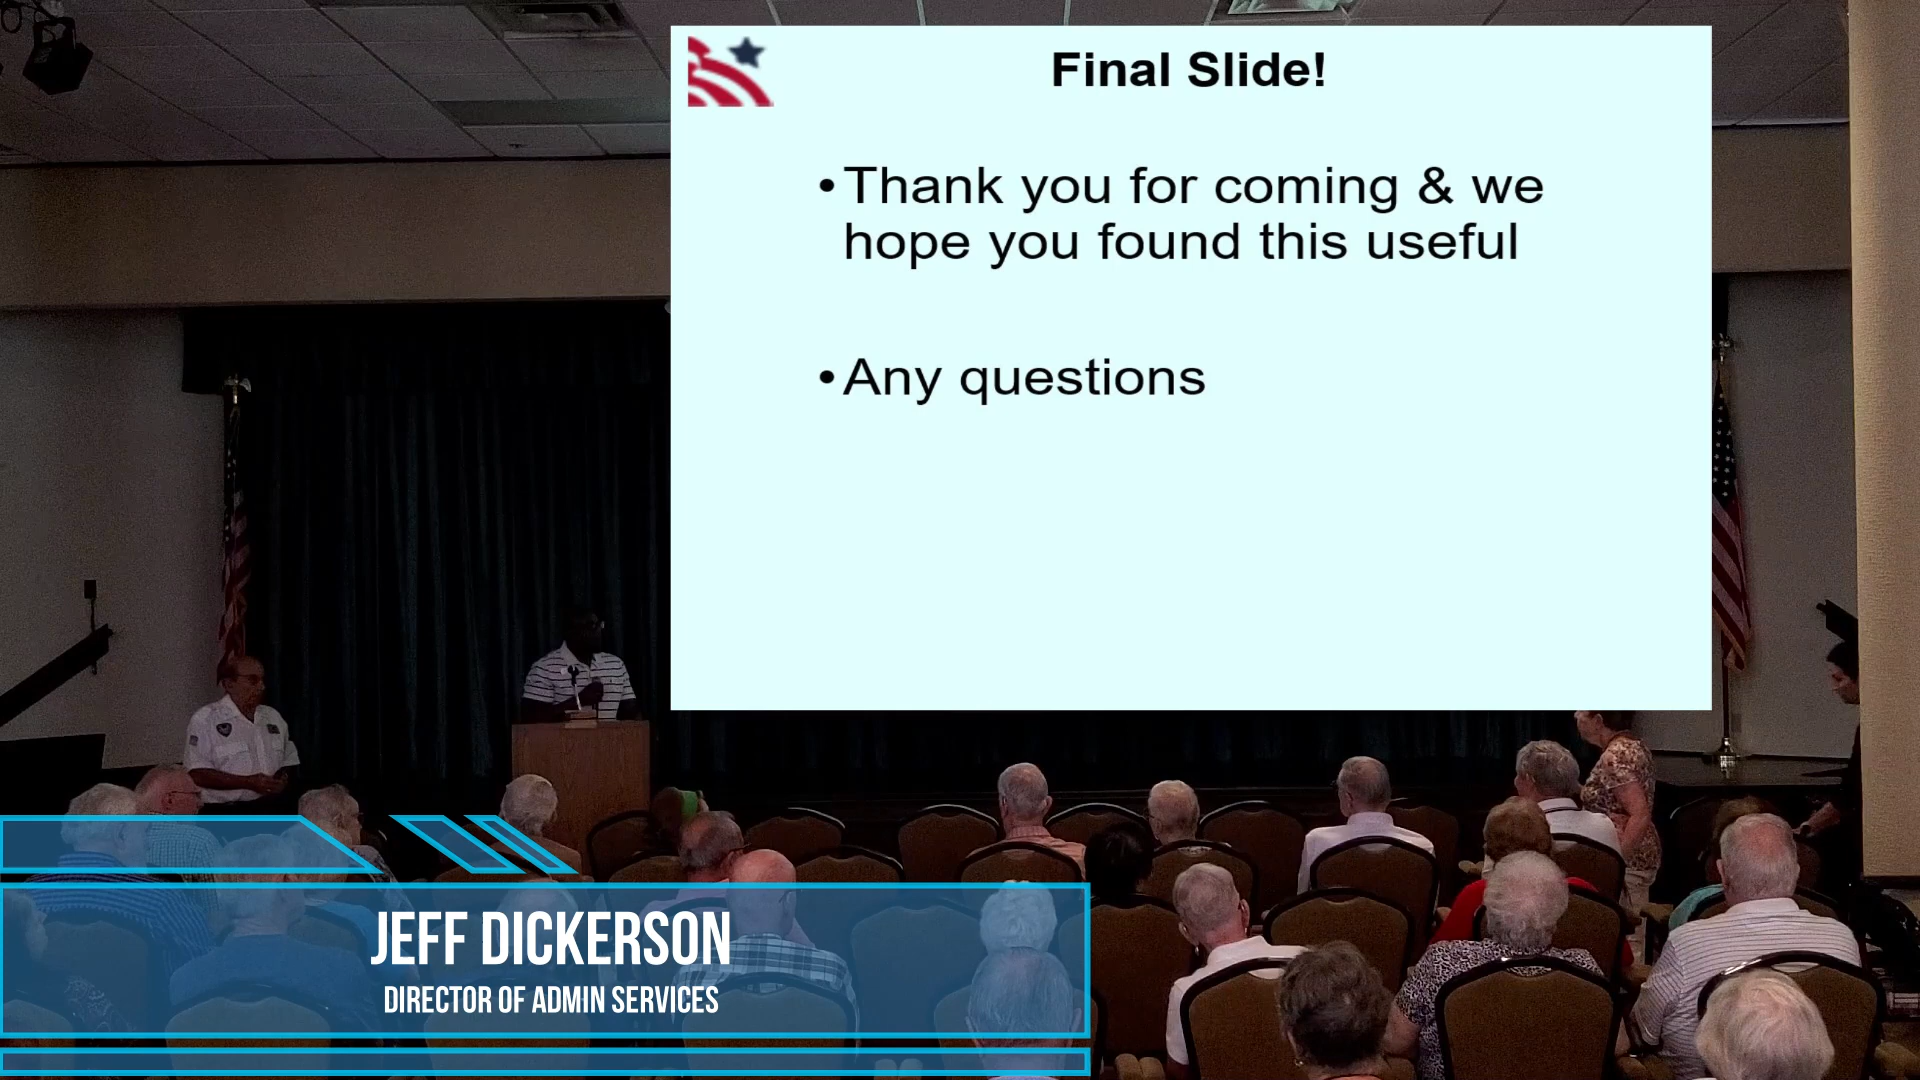 Final Slide!
•Thank you for coming & we
hope you found this useful
•Any questions
JEFF DICKERSON
DIRECTOR OF ADMIN SERVICES